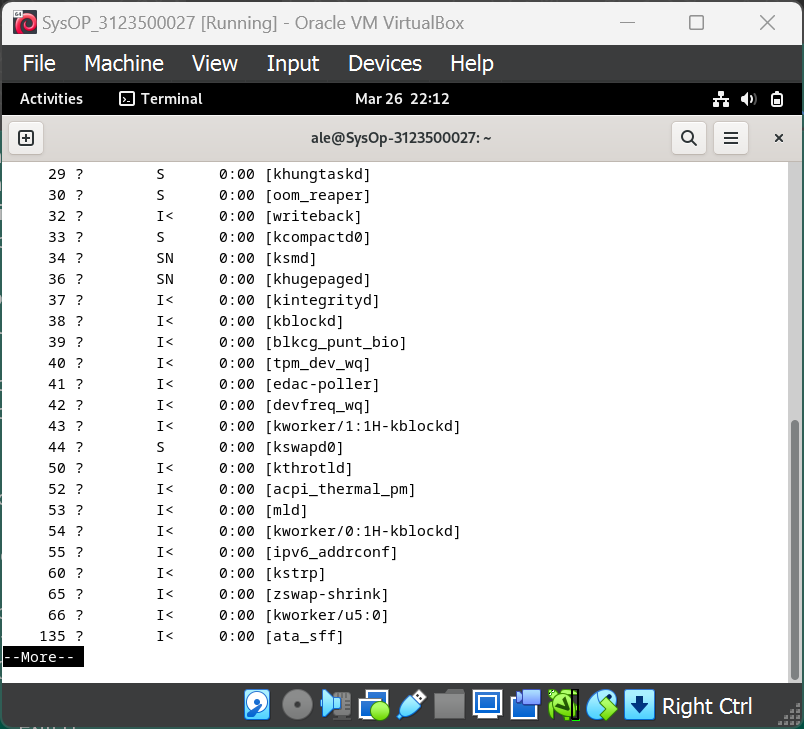 SysOP_3123500027 [Running] - Oracle VM VirtualBox
File Machine View Input Devices Help
Activities Terminal Mar 26 22:12
ale@SysOp-3123500027: ~
29 ? S 0:00 [khungtaskd]
30 ? S 0:00 [oom_reaper]
32 ? I< 0:00 [writeback]
33 ? S 0:00 [kcompactd0]
34 ? SN 0:00 [ksmd]
36 ? SN 0:00 [khugepaged]
37 ? I< 0:00 [kintegrityd]
38 ? I< 0:00 [kblockd]
39 ? I< 0:00 [blkcg_punt_bio]
40 ? I< 0:00 [tpm_dev_wq]
41 ? I< 0:00 [edac-poller]
42 ? I< 0:00 [devfreq_wq]
43 ? I< 0:00 [kworker/1:1H-kblockd]
44 ? S 0:00 [kswapd0]
50 ? I< 0:00 [kthrotld]
52 ? I< 0:00 [acpi_thermal_pm]
53 ? I< 0:00 [mld]
54 ? I< 0:00 [kworker/0:1H-kblockd]
55 ? I< 0:00 [ipv6_addrconf]
60 ? I< 0:00 [kstrp]
65 ? I< 0:00 [zswap-shrink]
66 ? I< 0:00 [kworker/u5:0]
135 ? I< 0:00 [ata_sff]
--More--
Right Ctrl